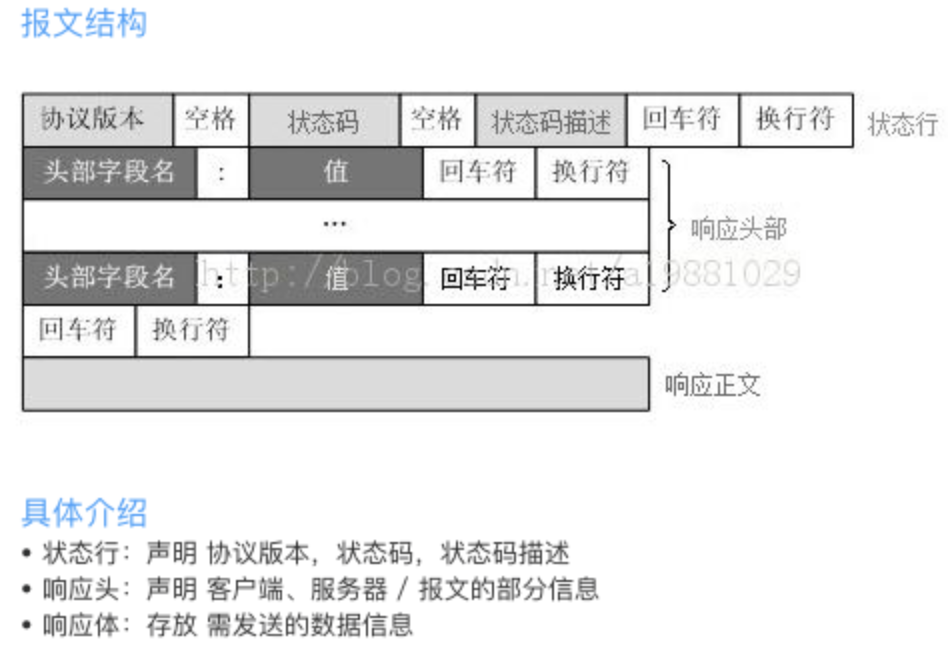 报文结构
协议版本 空格 状态码 空格 状态码描述 回车符 换行符 状态行
头部字段名 : 值 回车符 换行符
... 响应头部
头部字段名 : 值 回车符 换行符
回车符 换行符
响应正文
具体介绍
• 状态行：声明 协议版本，状态码，状态码描述
• 响应头：声明 客户端、服务器 / 报文的部分信息
• 响应体：存放 需发送的数据信息